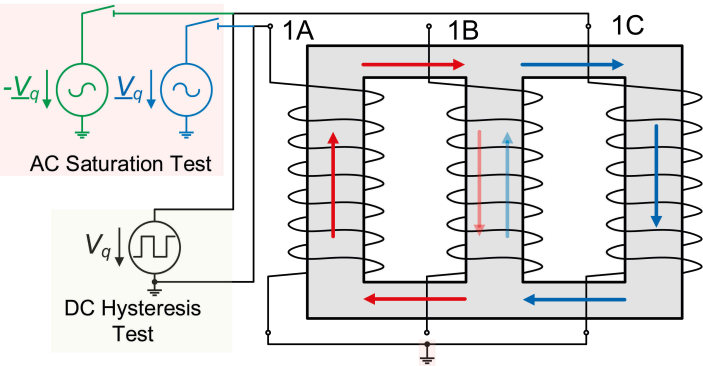 1A
1B
1C
-Vq
Vq
AC Saturation Test
Vq
DC Hysteresis
Test